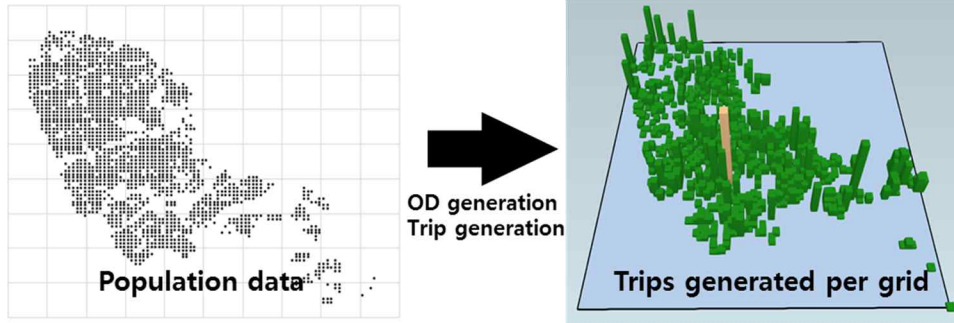 OD generation
Trip generation
Population data
Trips generated per grid